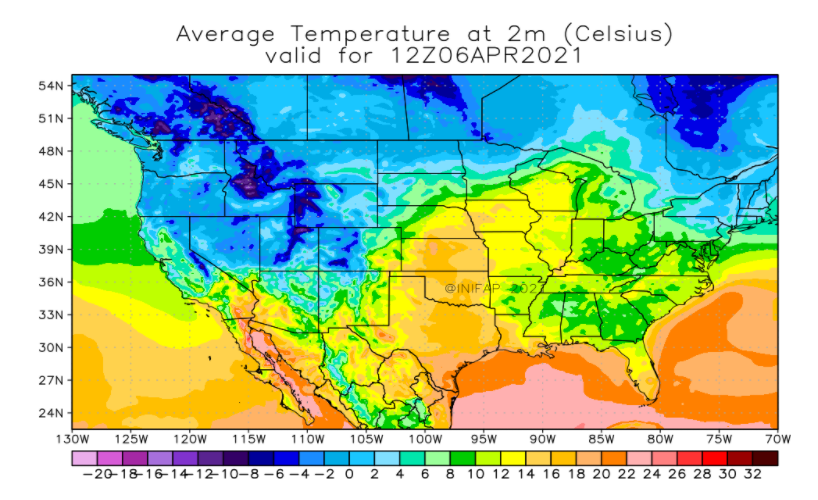 Average Temperature at 2m (Celsius)
valid for 12Z06APR2021
54N
51N
48N
45N
42N
39N
36N
@INIFAP 2021
33N
30N
27N
24N
130W 125W 120W 115W 110W 105W 100W 95W 90W 85W 80W 75W 70W
-20 -18 -16 -14 -12 -10 -8 -6 -4 -2 0 2 4 6 8 10 12 14 16 18 20 22 24 26 28 30 32